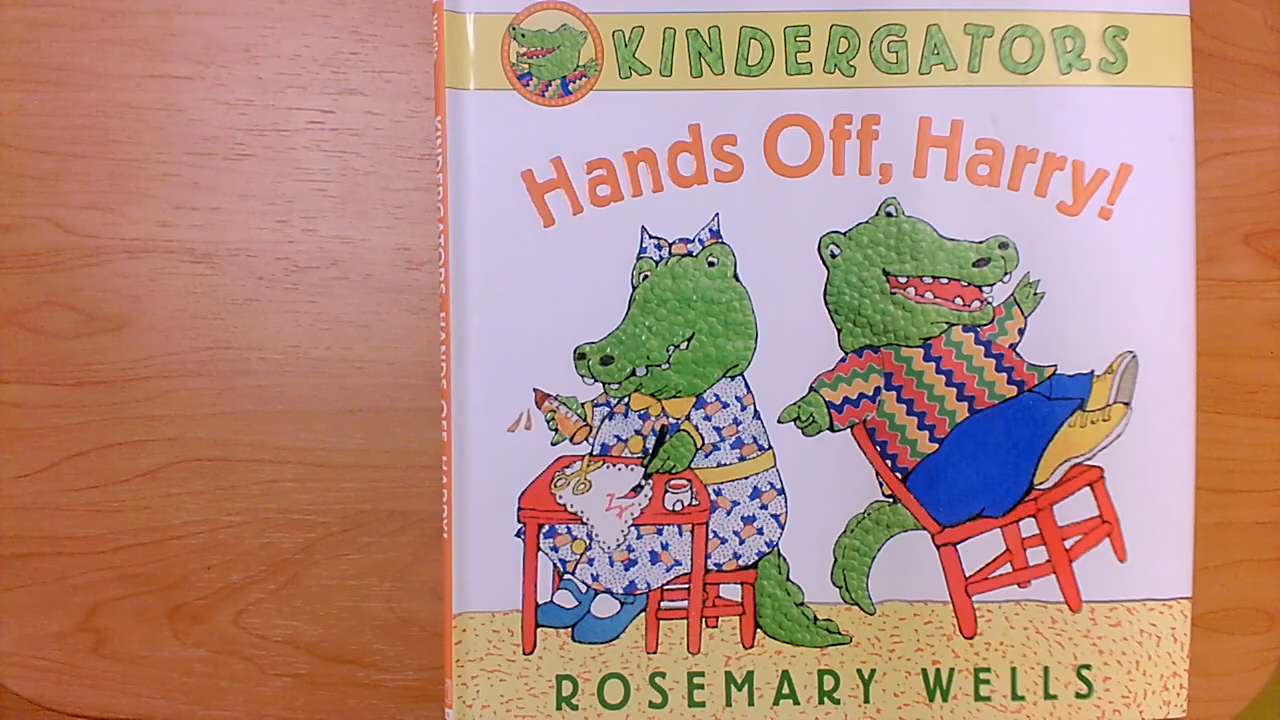 KINDERGATORS
Hands Off, Harry!
ROSEMARY WELLS
KINDERGATORS: HANDS OFF, HARRY!